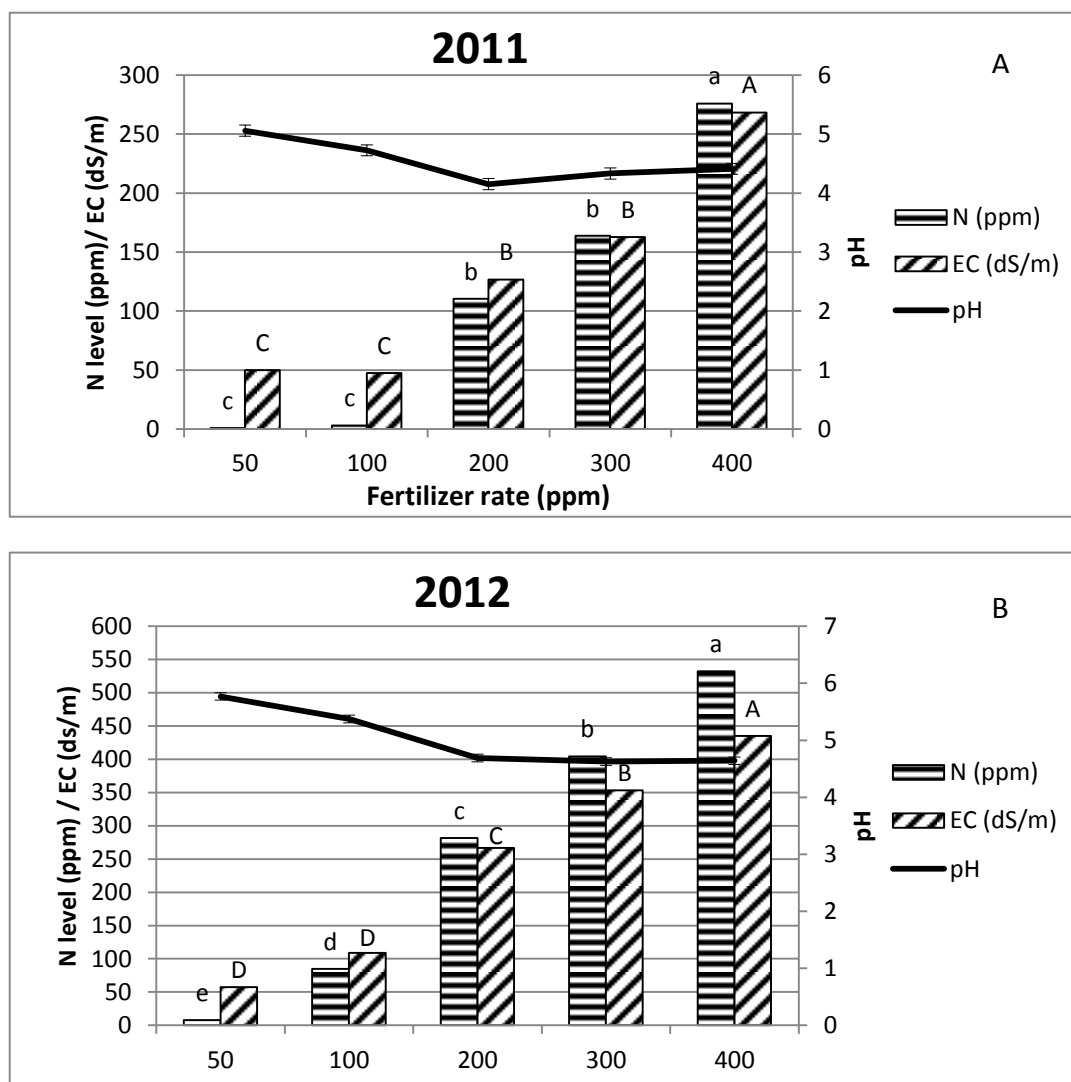 2011
A
300
250
200
150
100
50
0
6
5
4
3
2
1
0
N level (ppm)/ EC (dS/m)
pH
c C
c C
b B
b B
a A
50 100 200 300 400
Fertilizer rate (ppm)
N (ppm)
EC (dS/m)
pH
2012
B
600
550
500
450
400
350
300
250
200
150
100
50
0
7
6
5
4
3
2
1
0
N level (ppm) / EC (ds/m)
pH
e D
d D
c C
b B
a A
50 100 200 300 400
N (ppm)
EC (dS/m)
pH